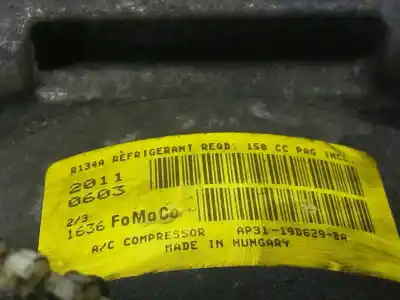 R134A REFRIGERANT REQD: 150 CC PAG INCL.
2011
0603
2/3
1636 FoMoCo
A/C COMPRESSOR AP31-19D629-BA
MADE IN HUNGARY